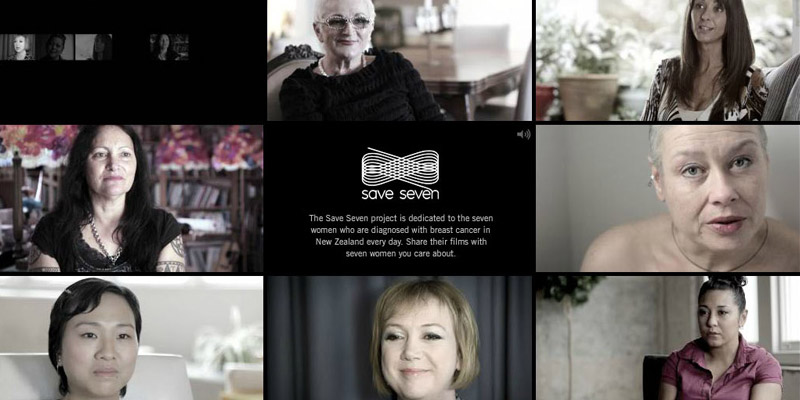 save seven
The Save Seven project is dedicated to the seven
women who are diagnosed with breast cancer in
New Zealand every day. Share their films with
seven women you care about.